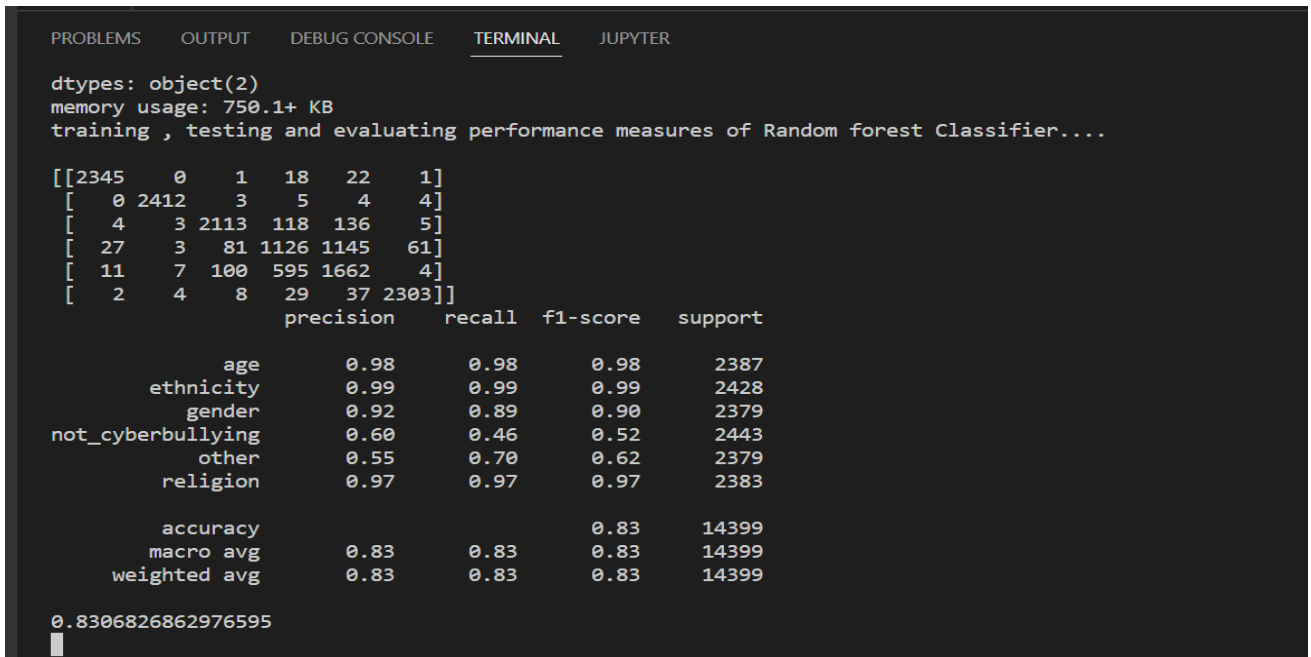 PROBLEMS OUTPUT DEBUG CONSOLE TERMINAL JUPYTER
dtypes: object(2)
memory usage: 750.1+ KB
training , testing and evaluating performance measures of Random forest Classifier....
[[2345 0 1 18 22 1]
[ 0 2412 3 5 4 4]
[ 4 3 2113 118 136 5]
[ 27 3 81 1126 1145 61]
[ 11 7 100 595 1662 4]
[ 2 4 8 29 37 2303]]
precision recall f1-score support
age 0.98 0.98 0.98 2387
ethnicity 0.99 0.99 0.99 2428
gender 0.92 0.89 0.90 2379
not_cyberbullying 0.60 0.46 0.52 2443
other 0.55 0.70 0.62 2379
religion 0.97 0.97 0.97 2383
accuracy 0.83 14399
macro avg 0.83 0.83 0.83 14399
weighted avg 0.83 0.83 0.83 14399
0.8306826862976595